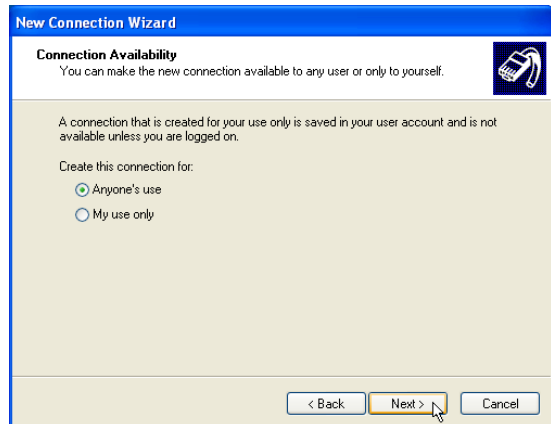 New Connection Wizard
Connection Availability
You can make the new connection available to any user or only to yourself.
A connection that is created for your use only is saved in your user account and is not
available unless you are logged on.
Create this connection for:
Anyone's use
My use only
< Back
Next >
Cancel